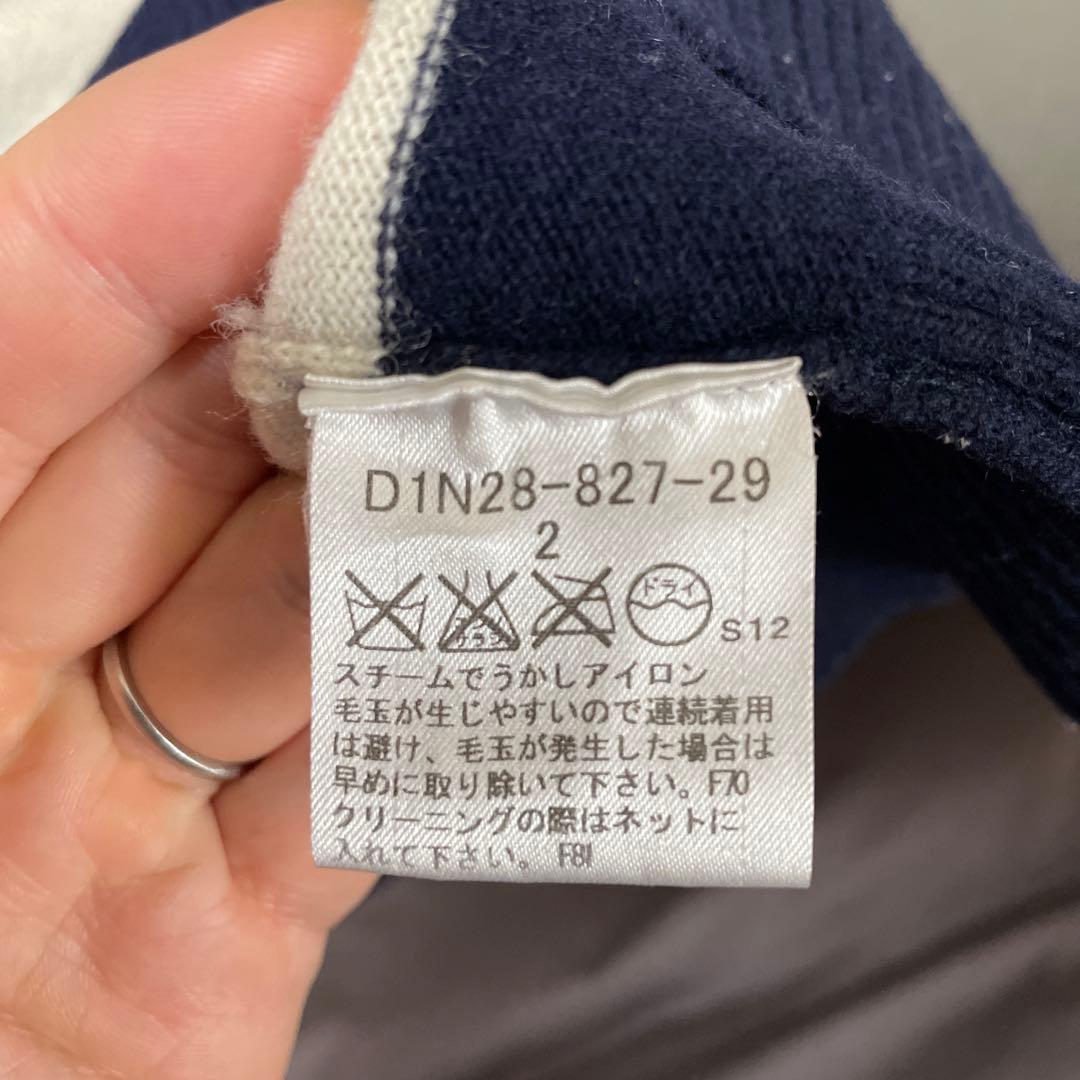 D1N28-827-29
2
ドライ
S12
スチームでうかしアイロン
毛玉が生じやすいので連続着用
は避け、毛玉が発生した場合は
早めに取り除いて下さい。F70
クリーニングの際はネットに
入れて下さい。F81